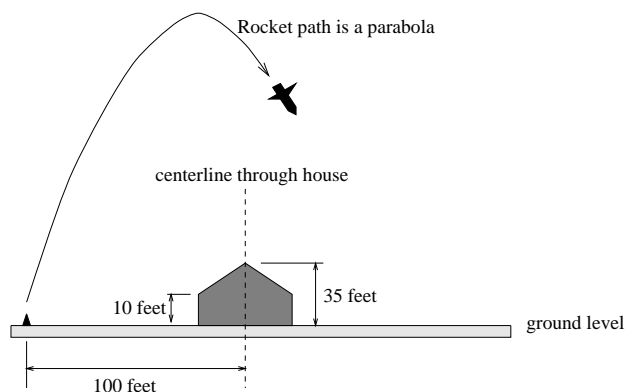 Rocket path is a parabola
centerline through house
10 feet
35 feet
ground level
100 feet